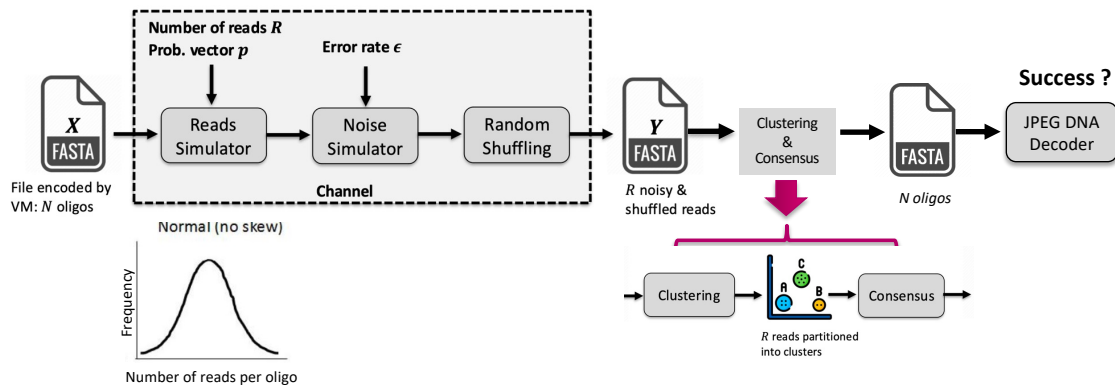 Number of reads R
Prob. vector p
Error rate ϵ
Success ?
X
FASTA
Reads
Simulator
Noise
Simulator
Random
Shuffling
Y
FASTA
Clustering
&
Consensus
FASTA
JPEG DNA
Decoder
Channel
File encoded by
VM: N oligos
R noisy &
shuffled reads
N oligos
Normal (no skew)
Frequency
Number of reads per oligo
Clustering
A
C
B
Consensus
R reads partitioned
into clusters